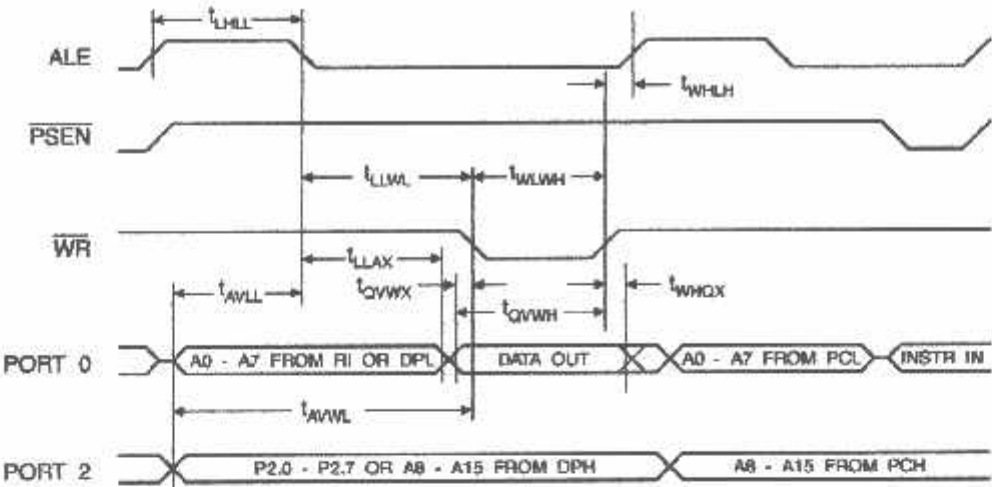 tLHLL
ALE
tWHLH
PSEN
tLLWL tWLWH
WR
tLLAX
tAVLL tQVWX tWHQX
tQVWH
PORT 0 A0 - A7 FROM RI OR DPL DATA OUT A0 - A7 FROM PCL INSTR IN
tAVWL
PORT 2 P2.0 - P2.7 OR A8 - A15 FROM DPH A8 - A15 FROM PCH